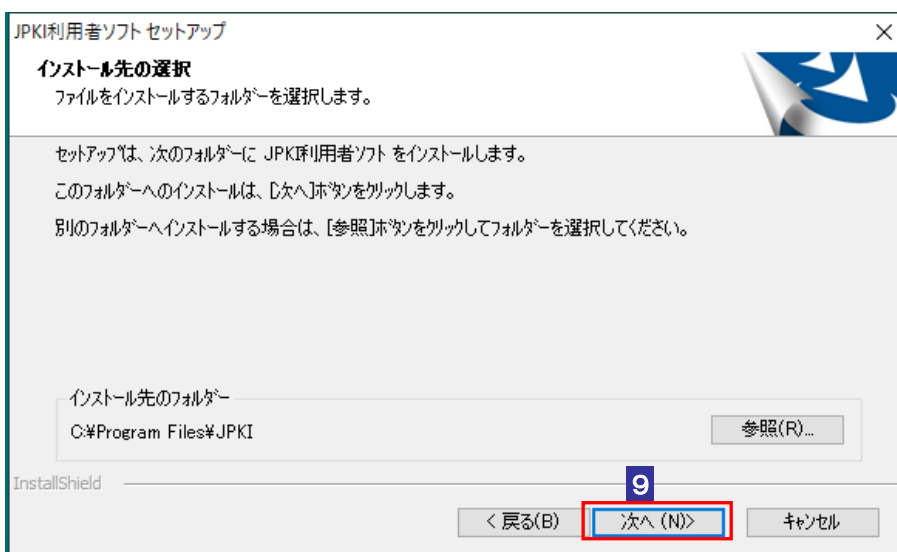 JPKI利用者ソフト セットアップ
インストール先の選択
ファイルをインストールするフォルダーを選択します。
セットアップは、次のフォルダーに JPKI利用者ソフト をインストールします。
このフォルダーへのインストールは、[次へ]ボタンをクリックします。
別のフォルダーへインストールする場合は、[参照]ボタンをクリックしてフォルダーを選択してください。
インストール先のフォルダー
C:¥Program Files¥JPKI
参照(R)...
InstallShield
9
< 戻る(B)
次へ (N)>
キャンセル